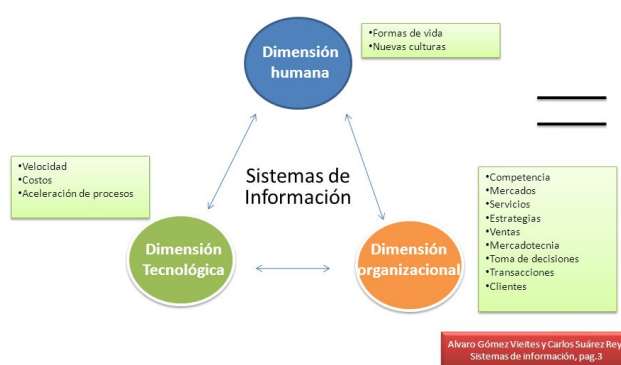 Dimensión
humana
•Formas de vida
•Nuevas culturas
•Velocidad
•Costos
•Aceleración de procesos
Sistemas de
Información
•Competencia
•Mercados
•Servicios
•Estrategias
•Ventas
•Mercadotecnia
•Toma de decisiones
•Transacciones
•Clientes
Dimensión
Tecnológica
Dimensión
organizacional
Alvaro Gómez Vieites y Carlos Suárez Rey
Sistemas de información, pag.3